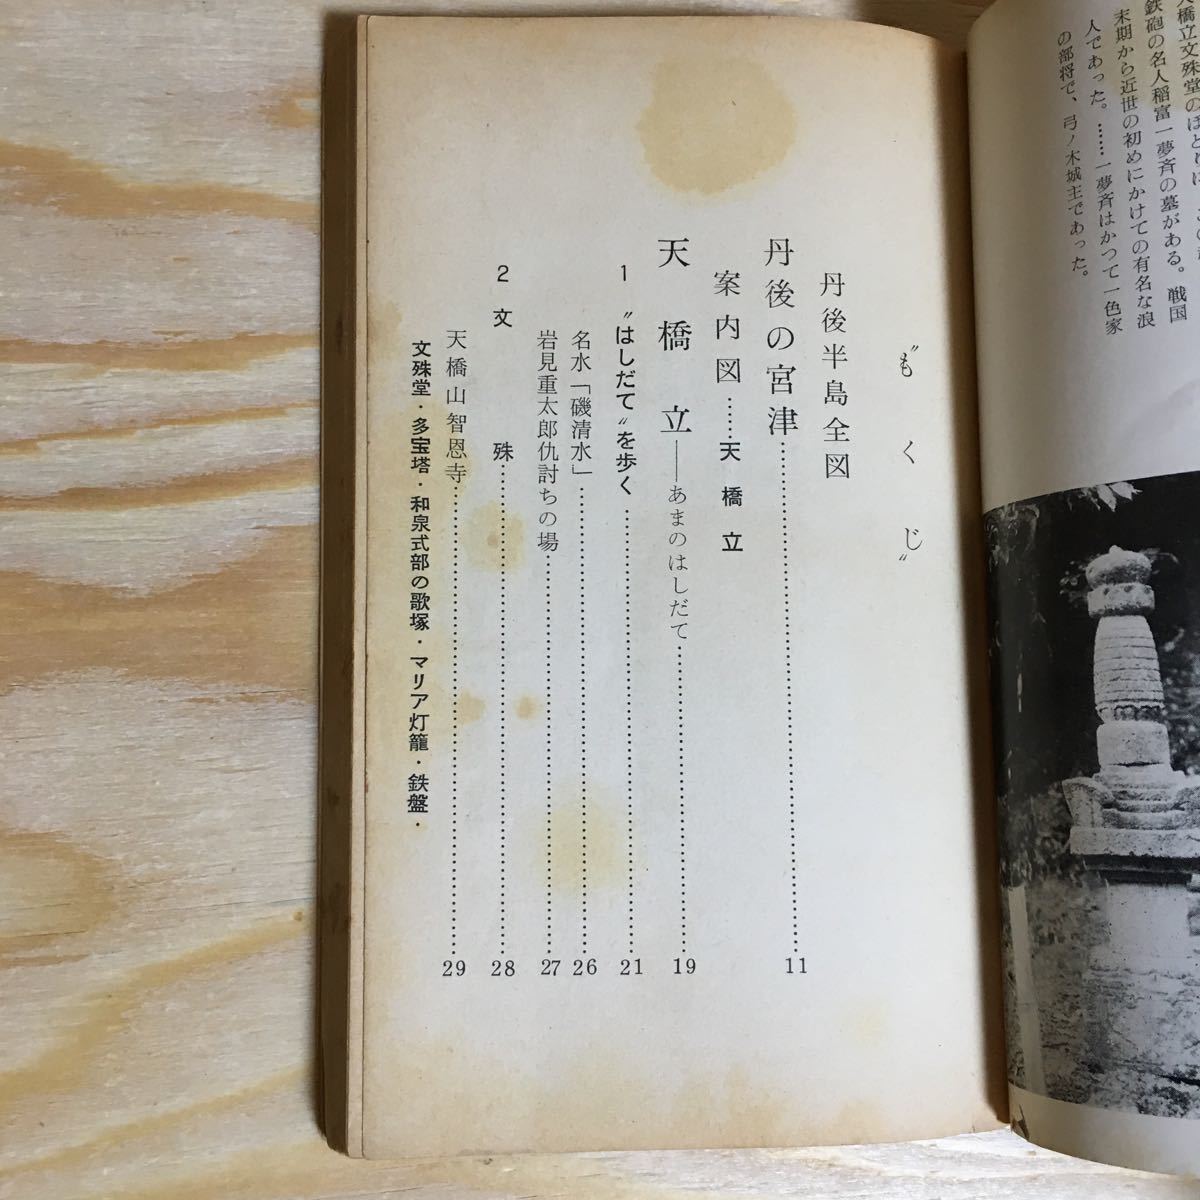 天橋立文殊堂のほとりに
鉄砲の名人稲富一夢斉の墓がある。戦国
末期から近世の初めにかけての有名な浪
人であった。……一夢斉はかつて一色家
の部将で、弓ノ木城主であった。
〝もくじ〟
丹後半島全図
丹後の宮津……………11
案内図……天橋立
天橋立──あまのはしだて……………19
1 〝はしだて〟を歩く……………21
名水「磯清水」……………26
岩見重太郎仇討ちの場……………27
2 文殊……………28
天橋山智恩寺……………29
文殊堂・多宝塔・和泉式部の歌塚・マリア灯籠・鉄盤・